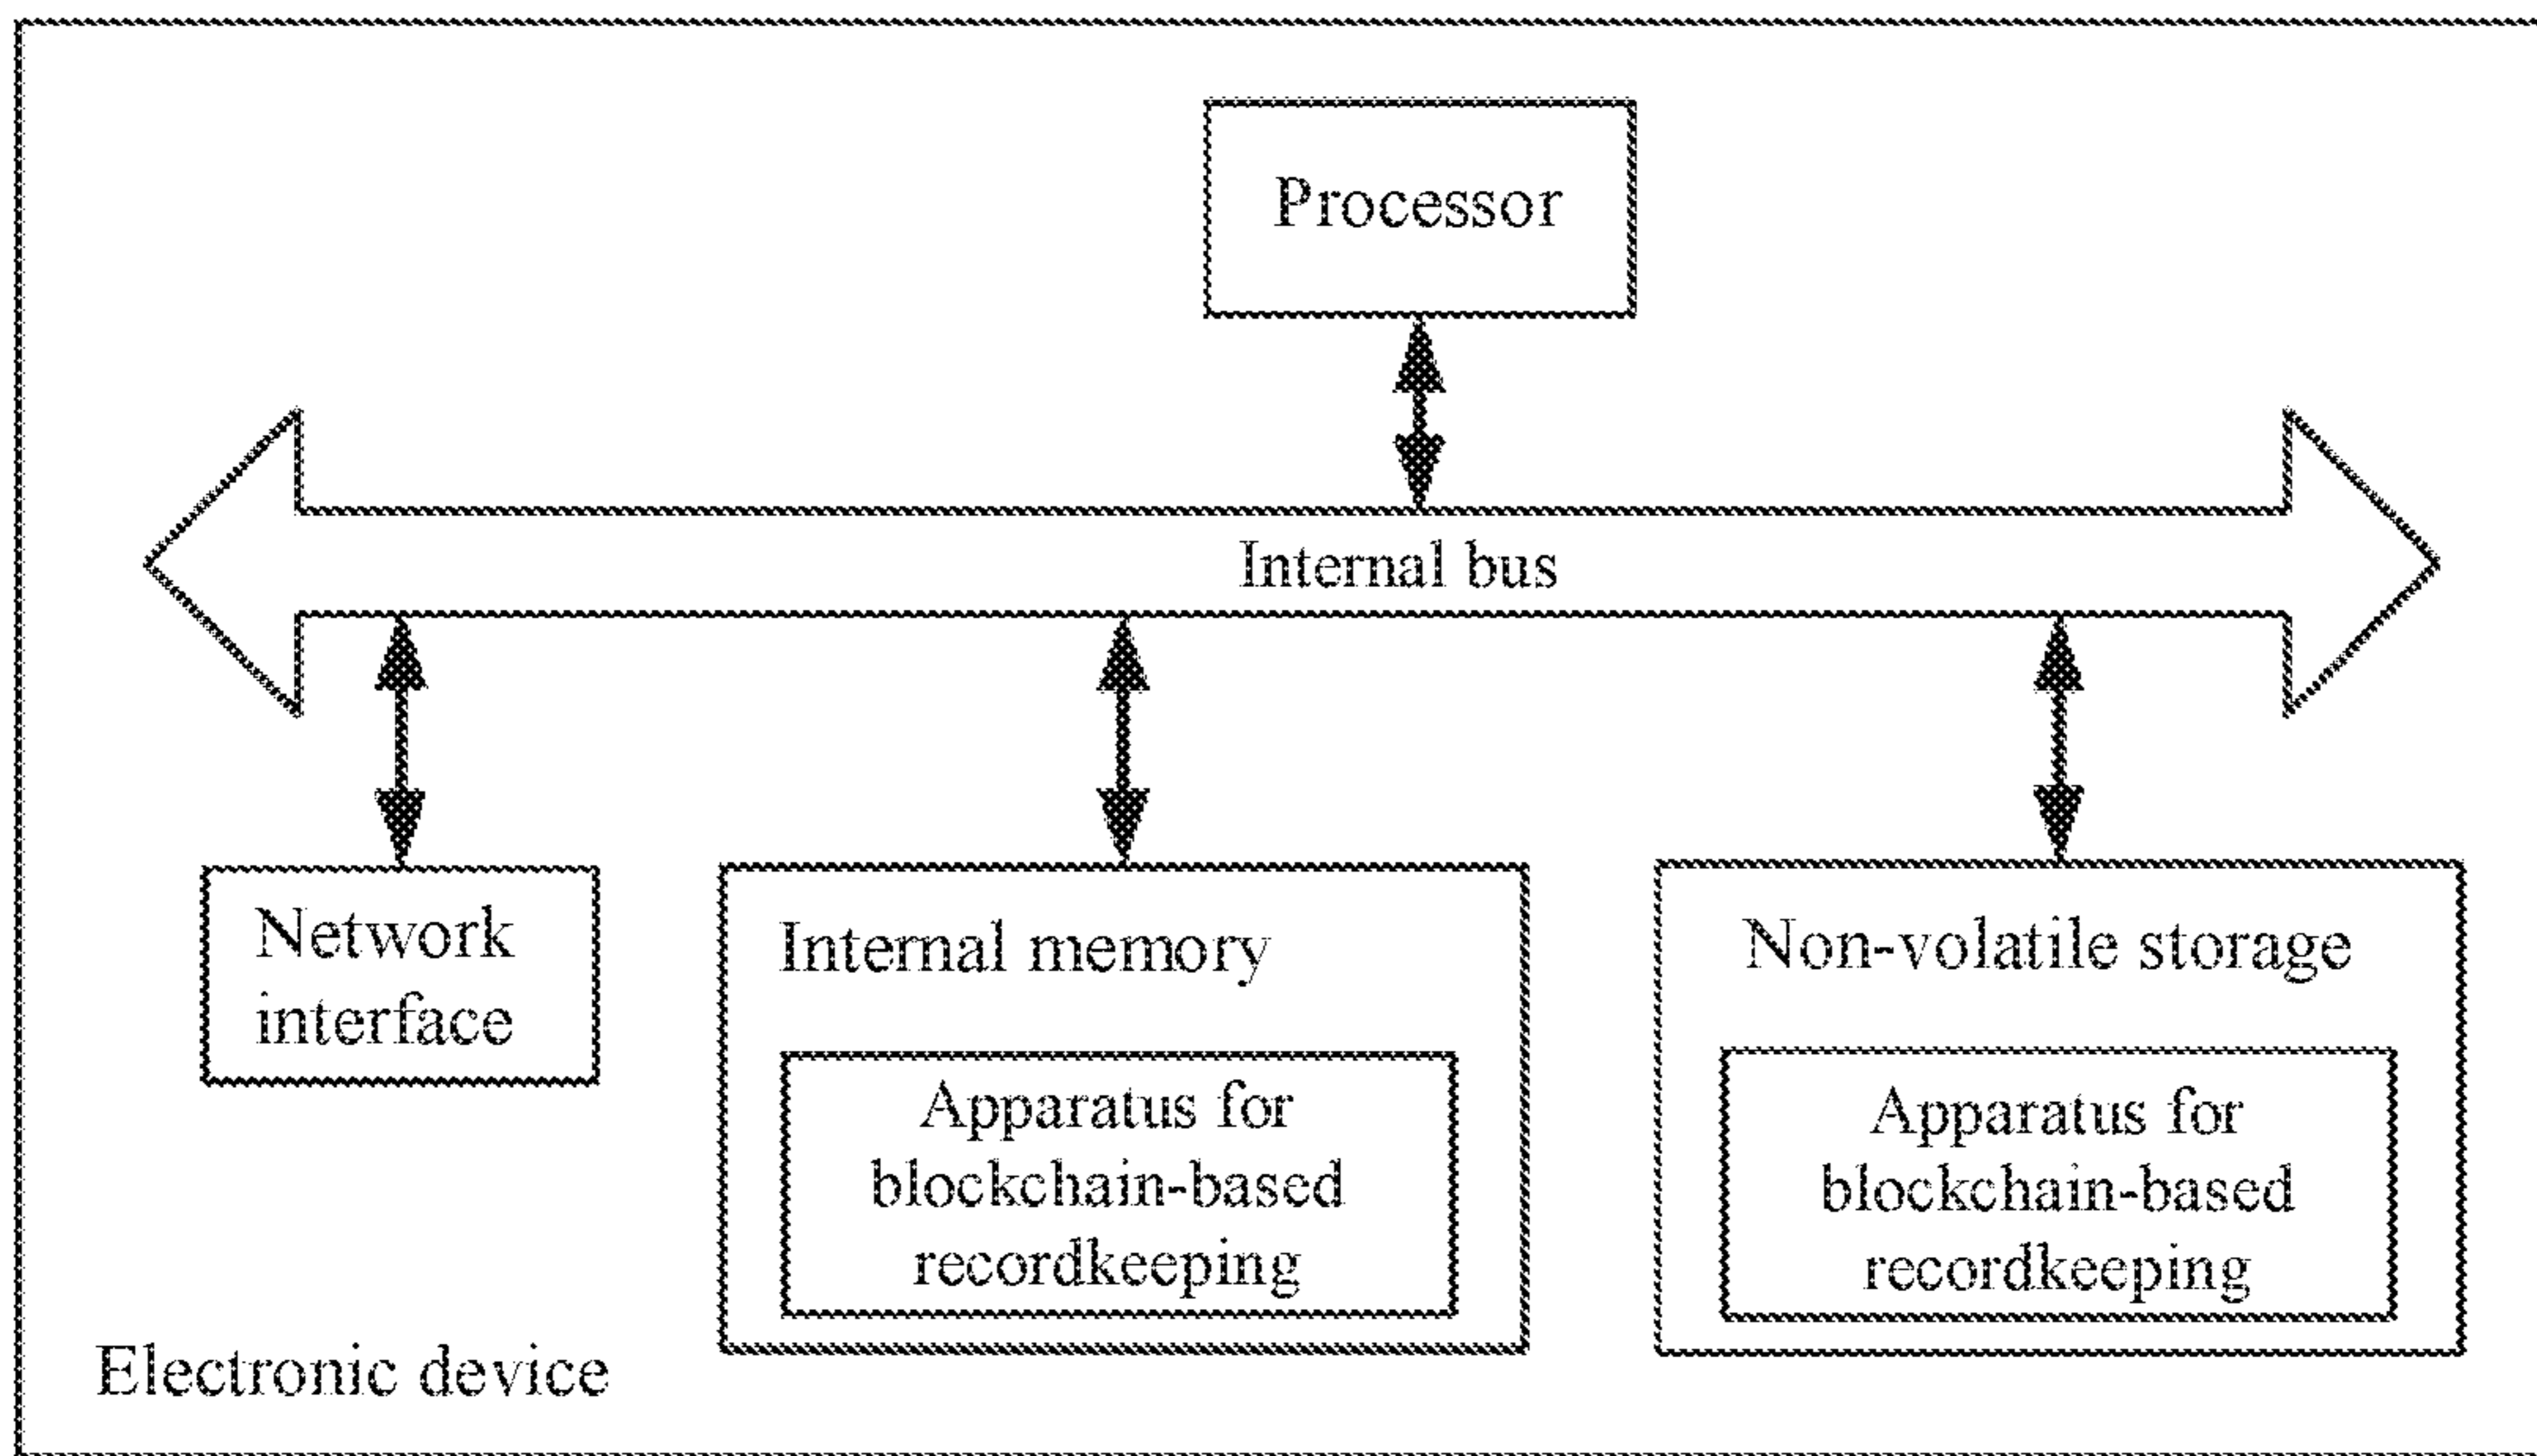 Processor
Internal bus
Network
interface
Internal memory
Apparatus for
blockchain-based
recordkeeping
Non-volatile storage
Apparatus for
blockchain-based
recordkeeping
Electronic device